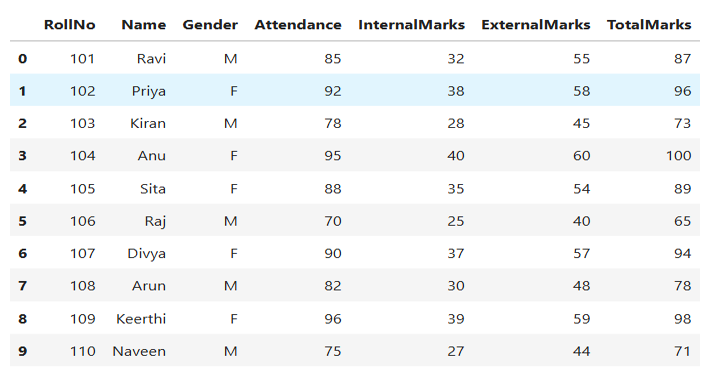 RollNo Name Gender Attendance InternalMarks ExternalMarks TotalMarks
0 101 Ravi M 85 32 55 87
1 102 Priya F 92 38 58 96
2 103 Kiran M 78 28 45 73
3 104 Anu F 95 40 60 100
4 105 Sita F 88 35 54 89
5 106 Raj M 70 25 40 65
6 107 Divya F 90 37 57 94
7 108 Arun M 82 30 48 78
8 109 Keerthi F 96 39 59 98
9 110 Naveen M 75 27 44 71